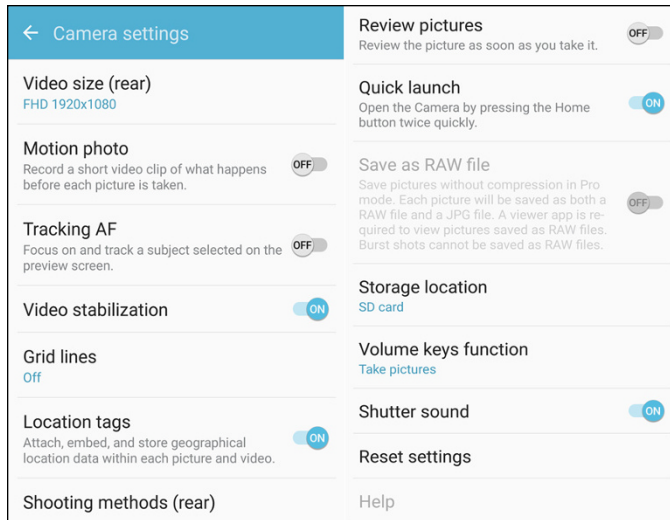 Camera settings
Video size (rear)
FHD 1920x1080
Motion photo
Record a short video clip of what happens
before each picture is taken.
OFF
Tracking AF
Focus on and track a subject selected on the
preview screen.
OFF
Video stabilization
ON
Grid lines
Off
Location tags
Attach, embed, and store geographical
location data within each picture and video.
ON
Shooting methods (rear)
Review pictures
Review the picture as soon as you take it.
OFF
Quick launch
Open the Camera by pressing the Home
button twice quickly.
ON
Save as RAW file
Save pictures without compression in Pro
mode. Each picture will be saved as both a
RAW file and a JPG file. A viewer app is re-
quired to view pictures saved as RAW files.
Burst shots cannot be saved as RAW files.
OFF
Storage location
SD card
Volume keys function
Take pictures
Shutter sound
ON
Reset settings
Help